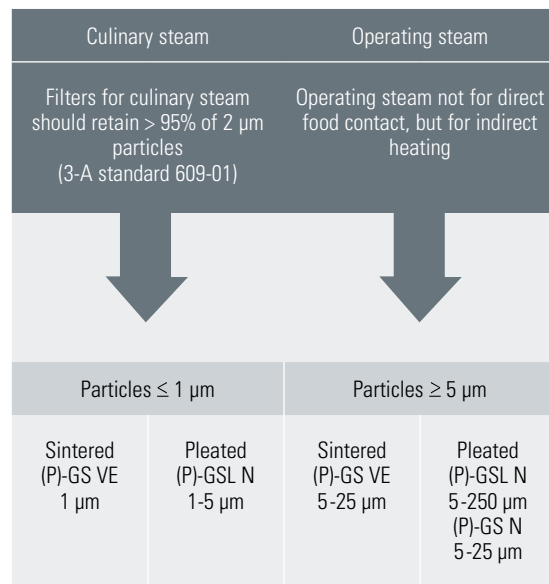 Culinary steam
Operating steam
Filters for culinary steam
should retain > 95% of 2 µm
particles
(3-A standard 609-01)
Operating steam not for direct
food contact, but for indirect
heating
Particles ≤ 1 µm
Particles ≥ 5 µm
Sintered
(P)-GS VE
1 µm
Pleated
(P)-GSL N
1-5 µm
Sintered
(P)-GS VE
5-25 µm
Pleated
(P)-GSL N
5-250 µm
(P)-GS N
5-25 µm